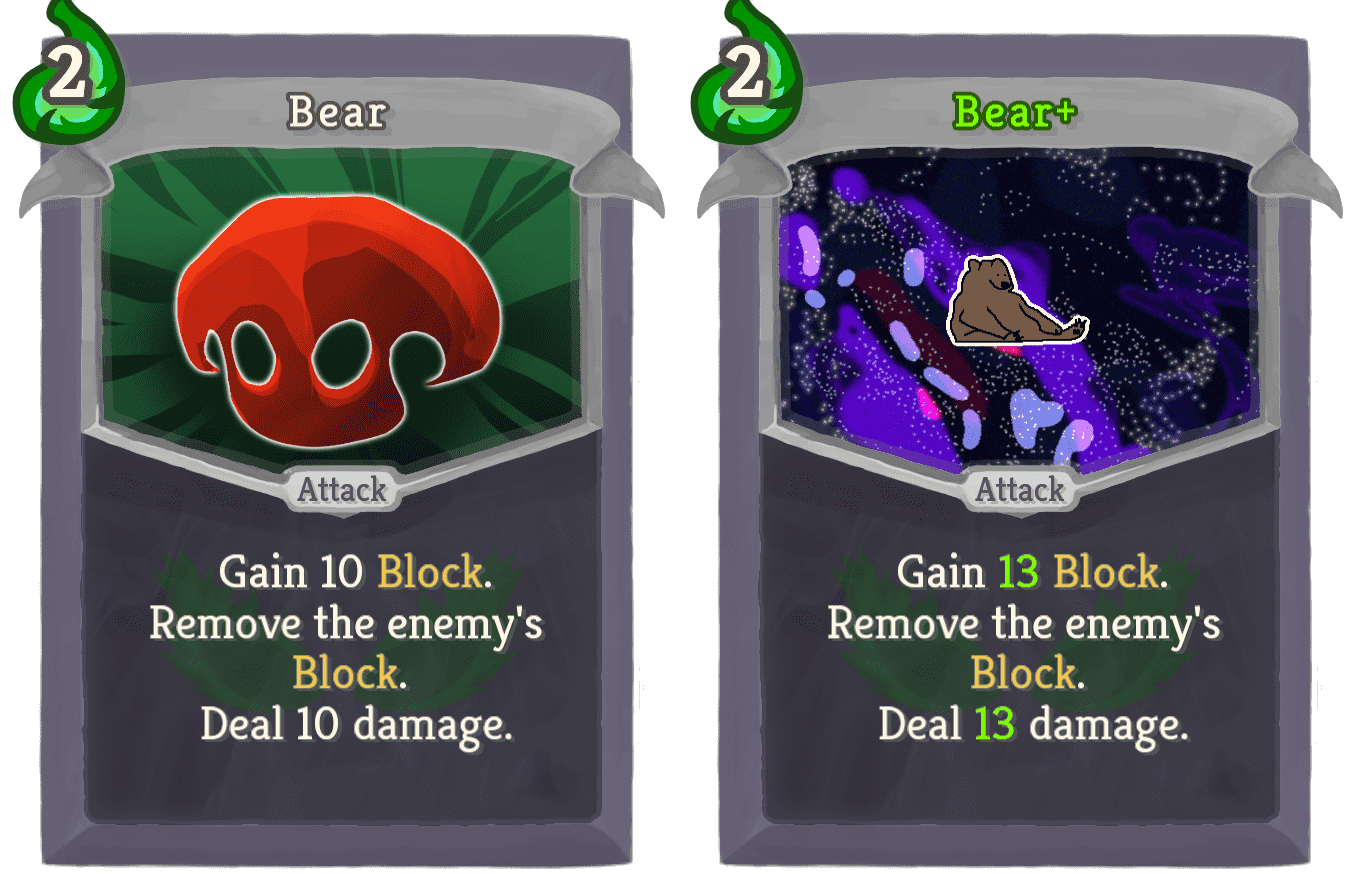 2
Bear
Attack
Gain 10 Block.
Remove the enemy's
Block.
Deal 10 damage.
2
Bear+
Attack
Gain 13 Block.
Remove the enemy's
Block.
Deal 13 damage.